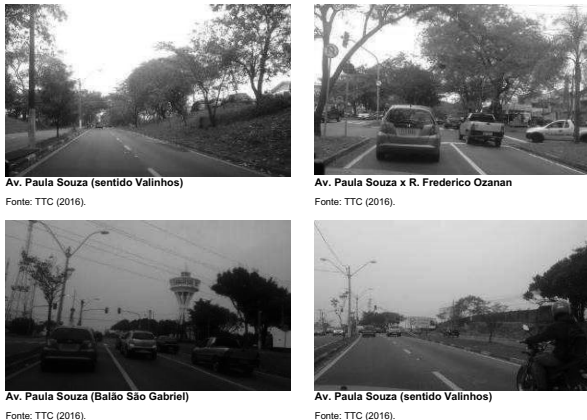 Av. Paula Souza (sentido Valinhos)
Fonte: TTC (2016).
Av. Paula Souza x R. Frederico Ozanan
Fonte: TTC (2016).
Av. Paula Souza (Balão São Gabriel)
Fonte: TTC (2016).
Av. Paula Souza (sentido Valinhos)
Fonte: TTC (2016).